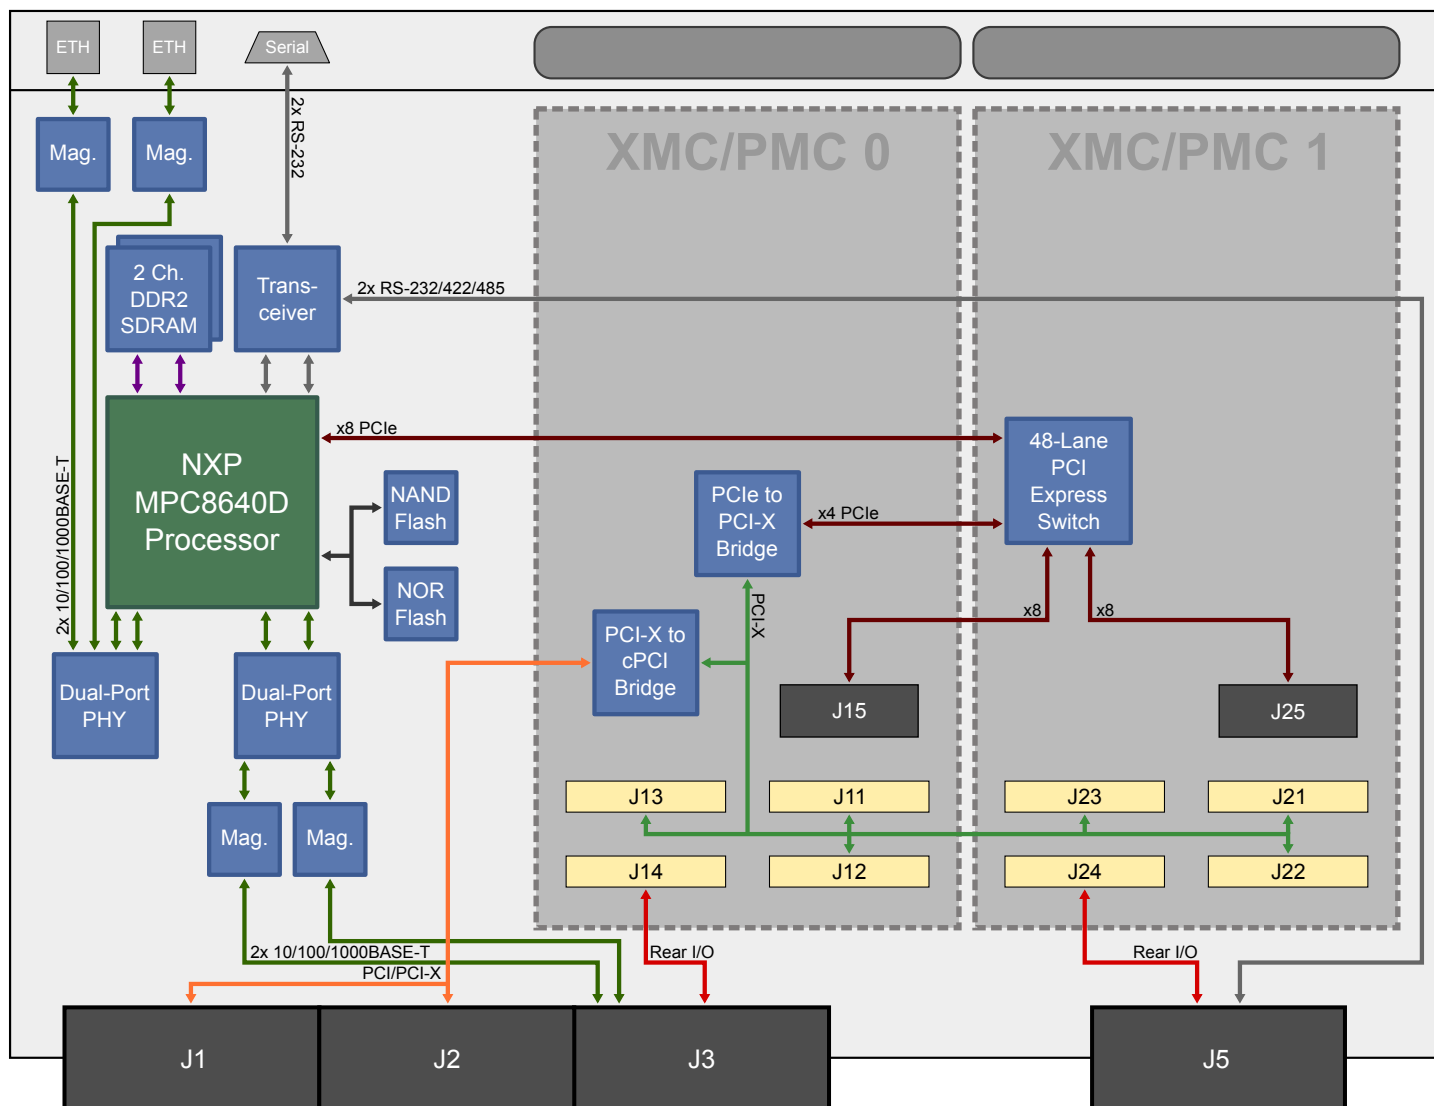 ETH
ETH
Serial
2x RS-232
Mag.
Mag.
XMC/PMC 0
XMC/PMC 1
2 Ch.
DDR2
SDRAM
Trans-
ceiver
2x RS-232/422/485
2x 10/100/1000BASE-T
NXP
MPC8640D
Processor
x8 PCIe
48-Lane
PCI
Express
Switch
NAND
Flash
PCIe to
PCI-X
Bridge
x4 PCIe
NOR
Flash
PCI-X
x8
x8
PCI-X to
cPCI
Bridge
Dual-Port
PHY
Dual-Port
PHY
J15
J25
J13
J11
J23
J21
Mag.
Mag.
J14
J12
J24
J22
2x 10/100/1000BASE-T
Rear I/O
Rear I/O
PCI/PCI-X
J1
J2
J3
J5